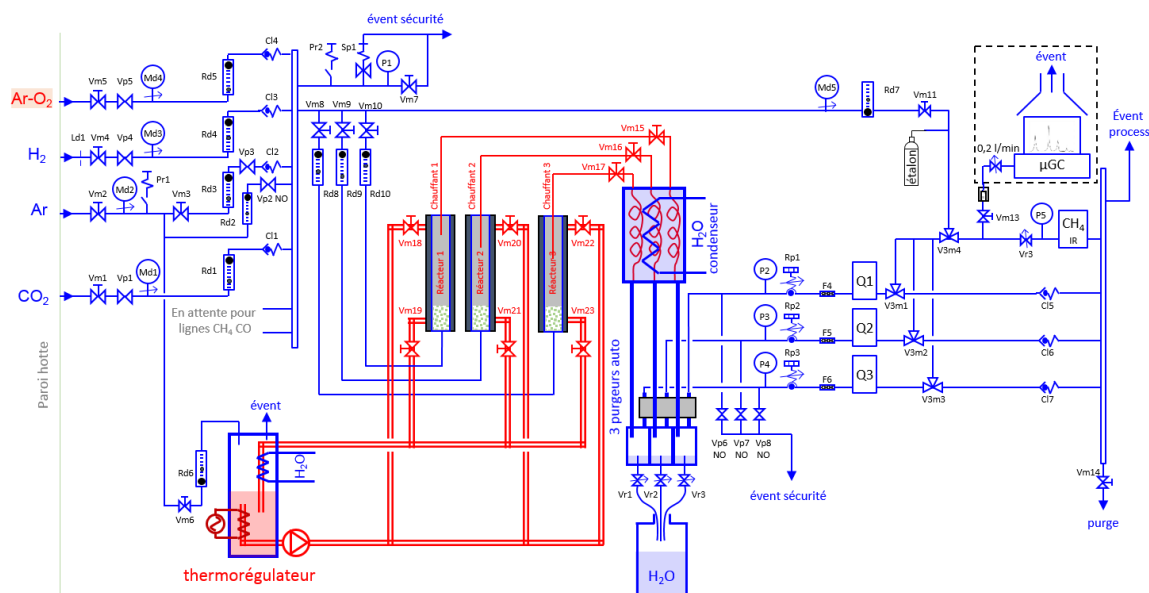 évent sécurité
Cl4
Pr2
Sp1
P1
Vm7
évent
Évent process
Vm5
Vp5
Md4
Rd5
Ar-O2
Cl3
Vm8
Vm9
Vm10
Md5
Rd7
Vm11
Ld1
Vm4
Vp4
Md3
Rd4
H2
Vm15
Vm16
Vm17
étalon
0,2 l/min
µGC
Vp3
Cl2
Vm2
Md2
Pr1
Vm3
Rd3
Rd2
Vp2 NO
Ar
Rd8
Rd9
Rd10
Chauffant 1
Chauffant 2
Chauffant 3
Vm13
P5
CH4
IR
Vr3
V3m4
Vm18
Vm20
Vm22
Réacteur 1
Réacteur 2
Réacteur 3
H2O
condenseur
Cl1
Vm1
Vp1
Md1
Rd1
CO2
P2
Rp1
F4
Q1
V3m1
Cl5
En attente pour
lignes CH4 CO
Vm19
Vm21
Vm23
P3
Rp2
F5
Q2
V3m2
Cl6
P4
Rp3
F6
Q3
V3m3
Cl7
Paroi hotte
3 purgeurs auto
évent
H2O
Rd6
Vm6
Vp6
NO
Vp7
NO
Vp8
NO
évent sécurité
Vr1
Vr2
Vr3
Vm14
purge
thermorégulateur
H2O